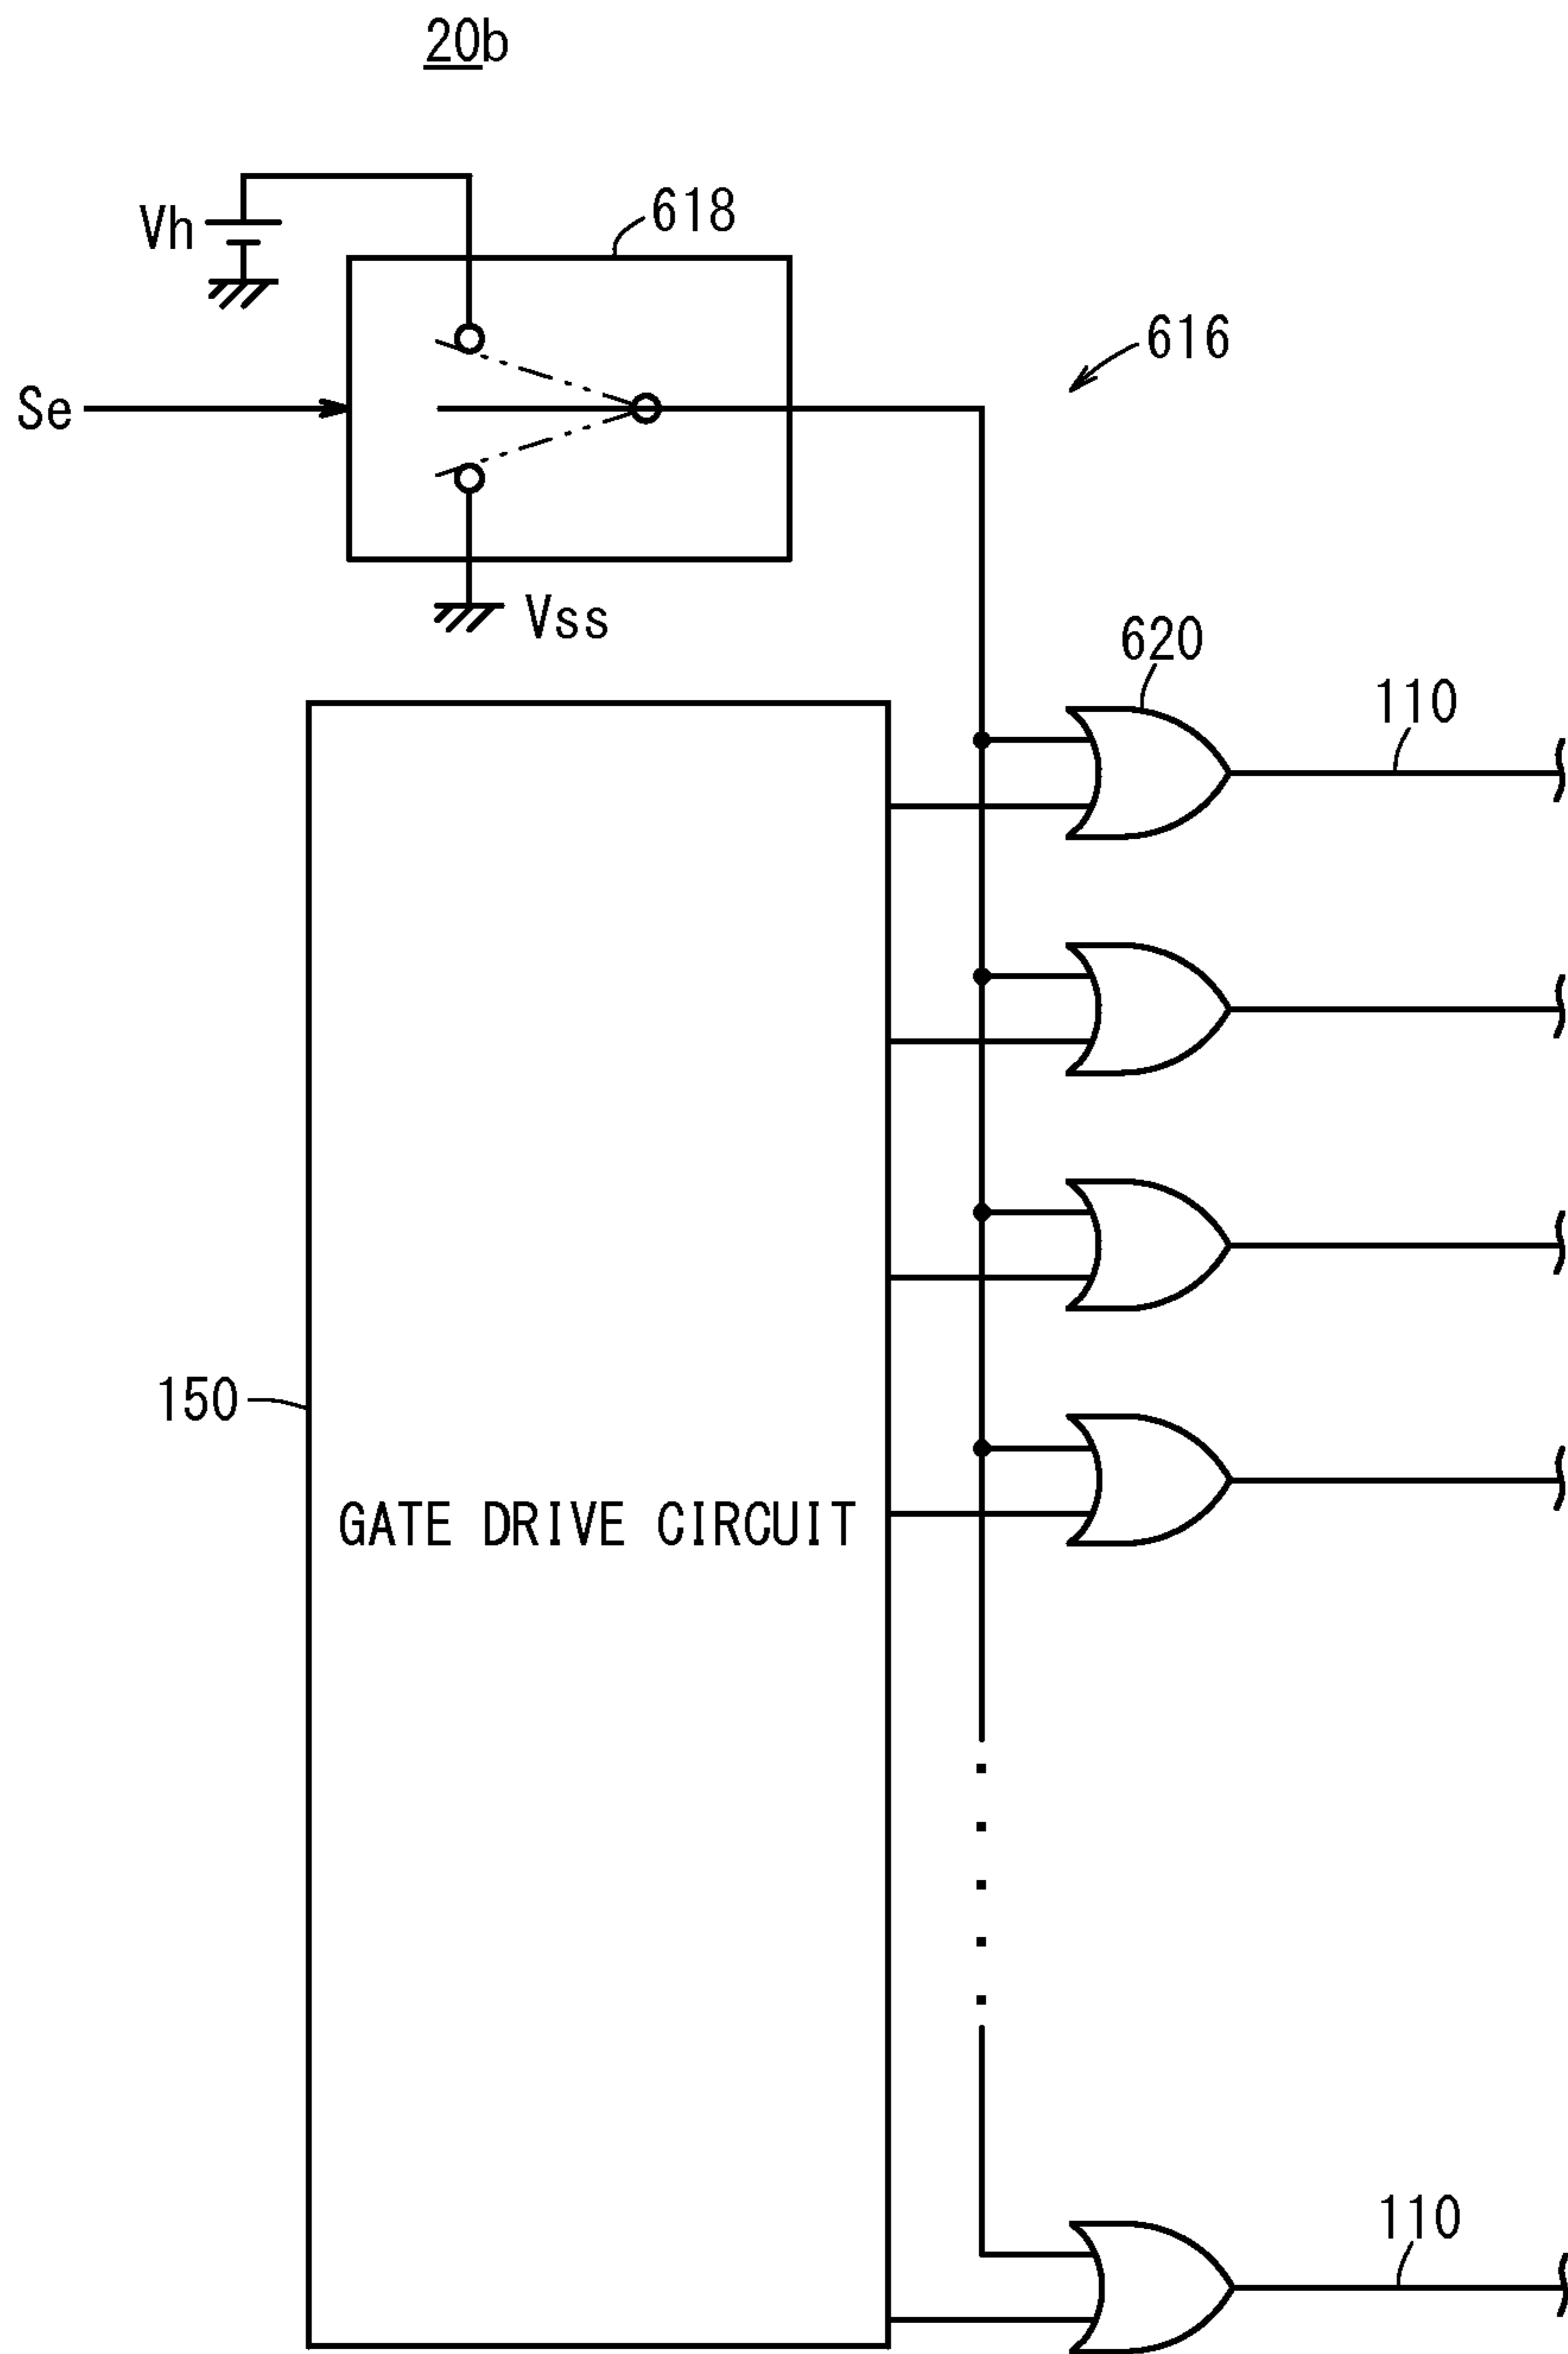 20b
618
Vh
616
Se
Vss
620
110
150
GATE DRIVE CIRCUIT
110